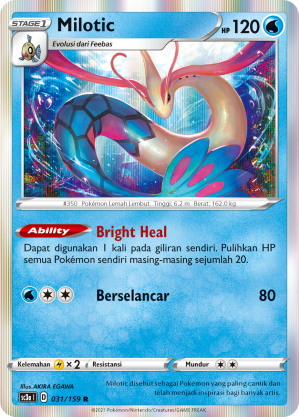 STAGE 1 Milotic HP 120
Evolusi dari Feebas
#350 Pokémon Lemah Lembut Tinggi: 6.2 m Berat: 162.0 kg
Ability Bright Heal
Dapat digunakan 1 kali pada giliran sendiri. Pulihkan HP
semua Pokémon sendiri masing-masing sejumlah 20.
Berselancar 80
Kelemahan ×2 Resistansi Mundur
Illus. AKIRA EGAWA
sc3a I D 031/159 R
Milotic disebut sebagai Pokémon yang paling cantik dan
telah menjadi inspirasi bagi banyak artis.
©2021 Pokémon/Nintendo/Creatures/GAME FREAK